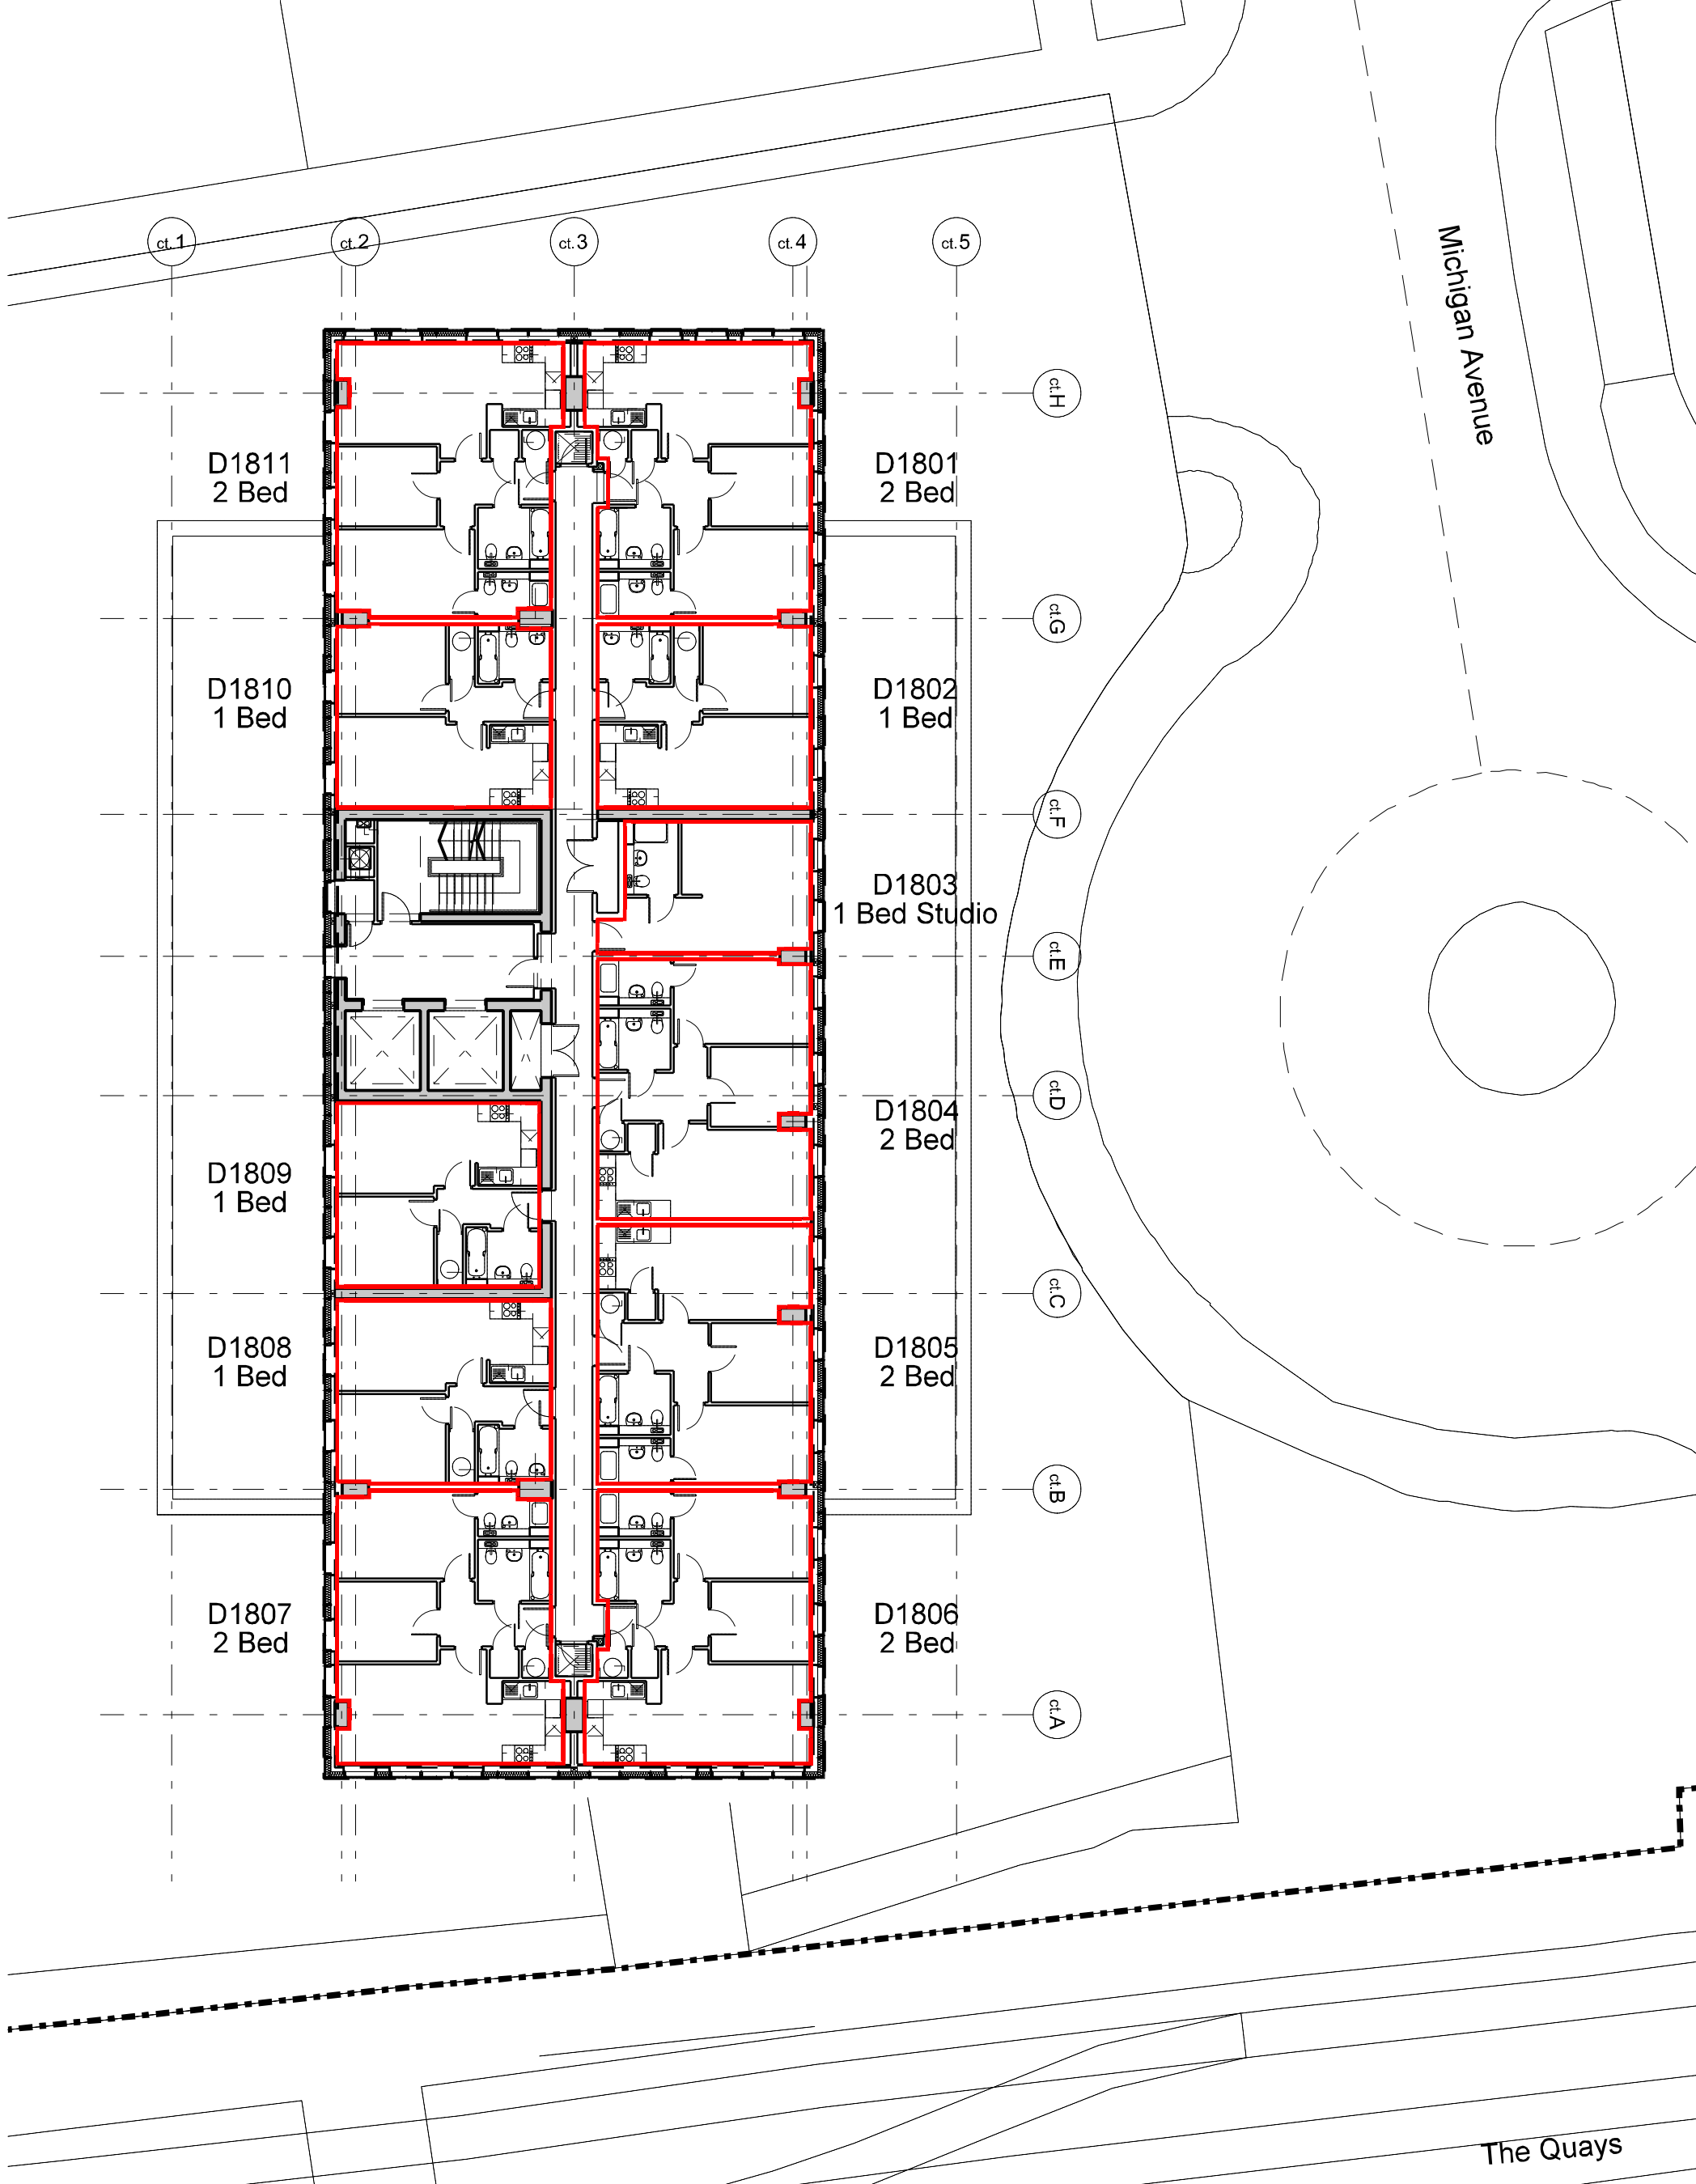 Michigan Avenue
ct.1
ct.2
ct.3
ct.4
ct.5
ct.H
D1811
2 Bed
D1801
2 Bed
ct.G
D1810
1 Bed
D1802
1 Bed
ct.F
D1803
1 Bed Studio
ct.E
ct.D
D1804
2 Bed
D1809
1 Bed
ct.C
D1808
1 Bed
D1805
2 Bed
ct.B
D1807
2 Bed
D1806
2 Bed
ct.A
The Quays